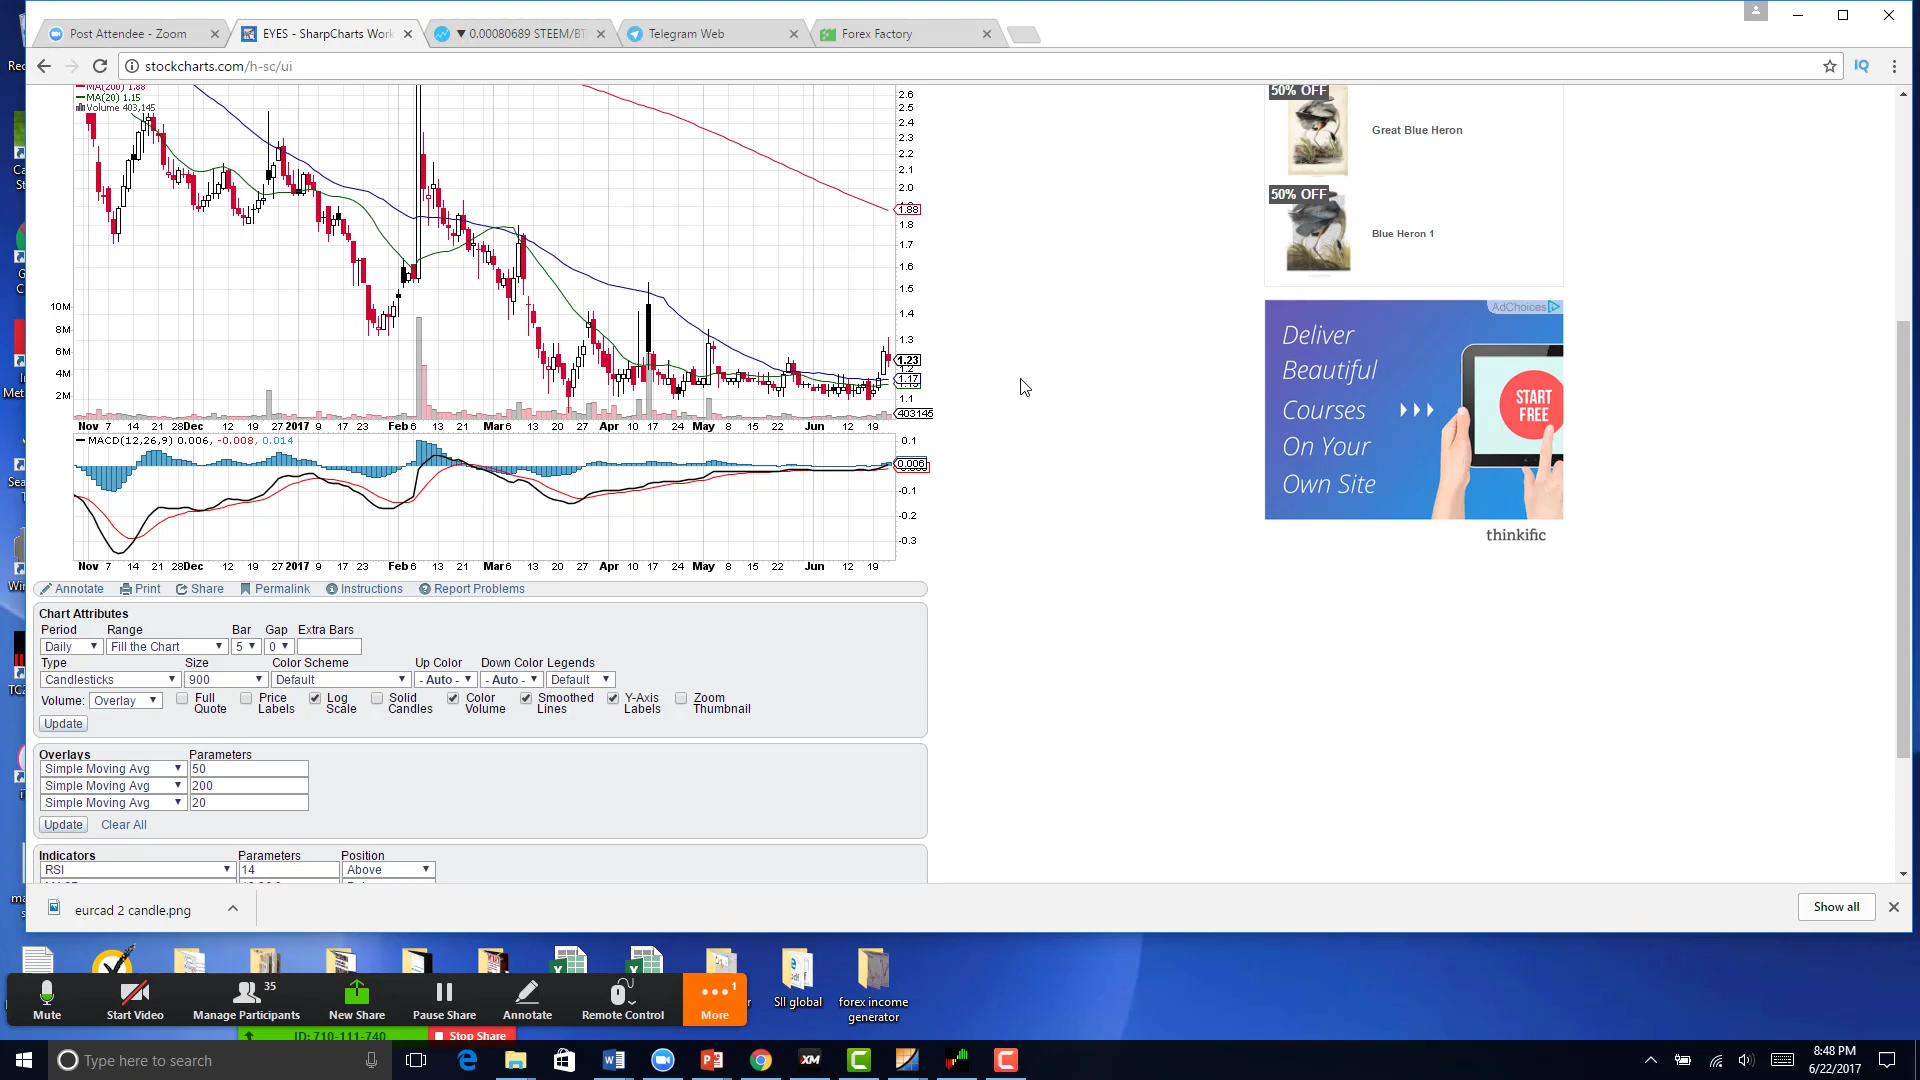 Post Attendee - Zoom
EYES - SharpCharts Work
▼ 0.00080689 STEEM/BT
Telegram Web
Forex Factory
stockcharts.com/h-sc/ui
IQ
MA(200) 1.88
MA(20) 1.15
Volume 403,145
2.6
2.5
2.4
2.3
2.2
2.1
2.0
1.9
1.88
1.8
1.7
1.6
1.5
1.4
1.3
1.23
1.2
1.17
1.1
403145
10M
8M
6M
4M
2M
Nov 7 14 21 28 Dec 12 19 27 2017 9 17 23 Feb 6 13 21 27 Mar 6 13 20 27 Apr 10 17 24 May 8 15 22 Jun 12 19
MACD(12,26,9) 0.006, -0.008, 0.014
0.1
0.006
-0.1
-0.2
-0.3
Nov 7 14 21 28 Dec 12 19 27 2017 9 17 23 Feb 6 13 21 27 Mar 6 13 20 27 Apr 10 17 24 May 8 15 22 Jun 12 19
Annotate Print Share Permalink Instructions Report Problems
Chart Attributes
Period Range Bar Gap Extra Bars
Daily Fill the Chart 5 0
Type Size Color Scheme Up Color Down Color Legends
Candlesticks 900 Default - Auto - - Auto - Default
Volume: Overlay Full Quote Price Labels Log Scale Solid Candles Color Volume Smoothed Lines Y-Axis Labels Zoom Thumbnail
Update
Overlays Parameters
Simple Moving Avg 50
Simple Moving Avg 200
Simple Moving Avg 20
Update Clear All
Indicators Parameters Position
RSI 14 Above
50% OFF
Great Blue Heron
50% OFF
Blue Heron 1
AdChoices
Deliver
Beautiful
Courses
On Your
Own Site
START
FREE
thinkific
eurcad 2 candle.png
Show all
SII global
forex income
generator
35
1
Mute Start Video Manage Participants New Share Pause Share Annotate Remote Control More
ID: 710-111-740 Stop Share
Type here to search
XM
8:48 PM
6/22/2017